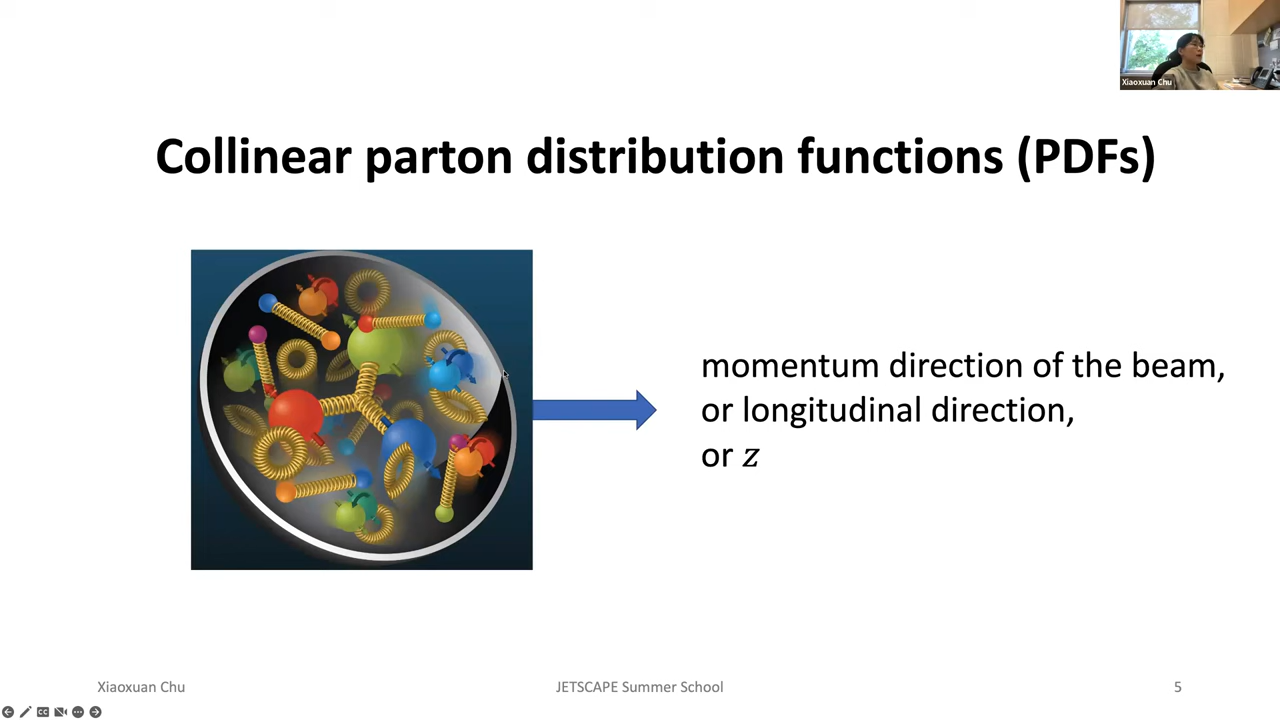 Xiaoxuan Chu
Collinear parton distribution functions (PDFs)
momentum direction of the beam,
or longitudinal direction,
or z
Xiaoxuan Chu
JETSCAPE Summer School
5